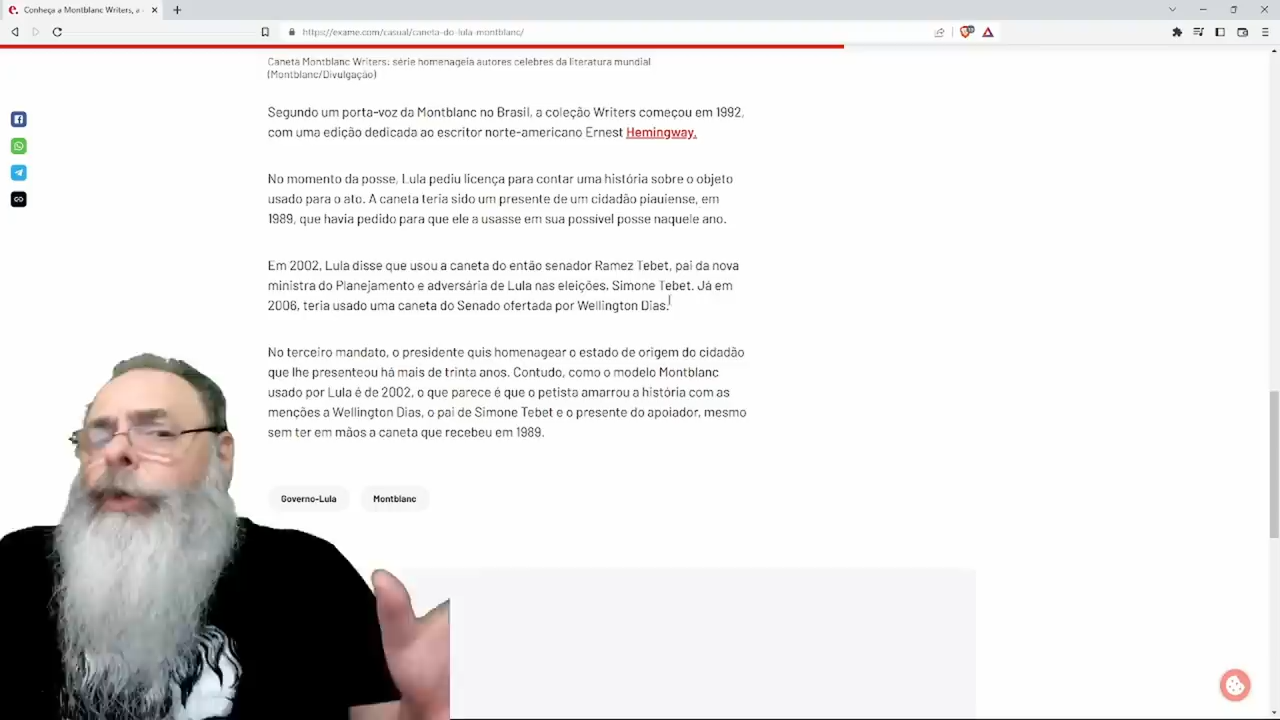 Conheça a Montblanc Writers, a
https://exame.com/casual/caneta-do-lula-montblanc/
Caneta Montblanc Writers: série homenageia autores celebres da literatura mundial
(Montblanc/Divulgação)
Segundo um porta-voz da Montblanc no Brasil, a coleção Writers começou em 1992,
com uma edição dedicada ao escritor norte-americano Ernest Hemingway.
No momento da posse, Lula pediu licença para contar uma história sobre o objeto
usado para o ato. A caneta teria sido um presente de um cidadão piauiense, em
1989, que havia pedido para que ele a usasse em sua possível posse naquele ano.
Em 2002, Lula disse que usou a caneta do então senador Ramez Tebet, pai da nova
ministra do Planejamento e adversária de Lula nas eleições, Simone Tebet. Já em
2006, teria usado uma caneta do Senado ofertada por Wellington Dias.
No terceiro mandato, o presidente quis homenagear o estado de origem do cidadão
que lhe presenteou há mais de trinta anos. Contudo, como o modelo Montblanc
usado por Lula é de 2002, o que parece é que o petista amarrou a história com as
menções a Wellington Dias, o pai de Simone Tebet e o presente do apoiador, mesmo
sem ter em mãos a caneta que recebeu em 1989.
Governo-Lula
Montblanc